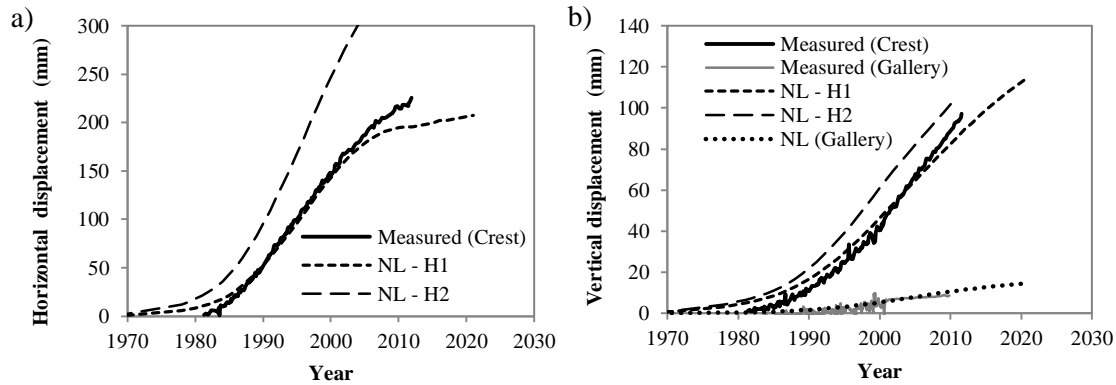 a)
Horizontal displacement (mm)
300
250
200
150
100
50
0
Measured (Crest)
NL - H1
NL - H2
1970 1980 1990 2000 2010 2020 2030
Year
b)
Vertical displacement (mm)
140
120
100
80
60
40
20
0
Measured (Crest)
Measured (Gallery)
NL - H1
NL - H2
NL (Gallery)
1970 1980 1990 2000 2010 2020 2030
Year